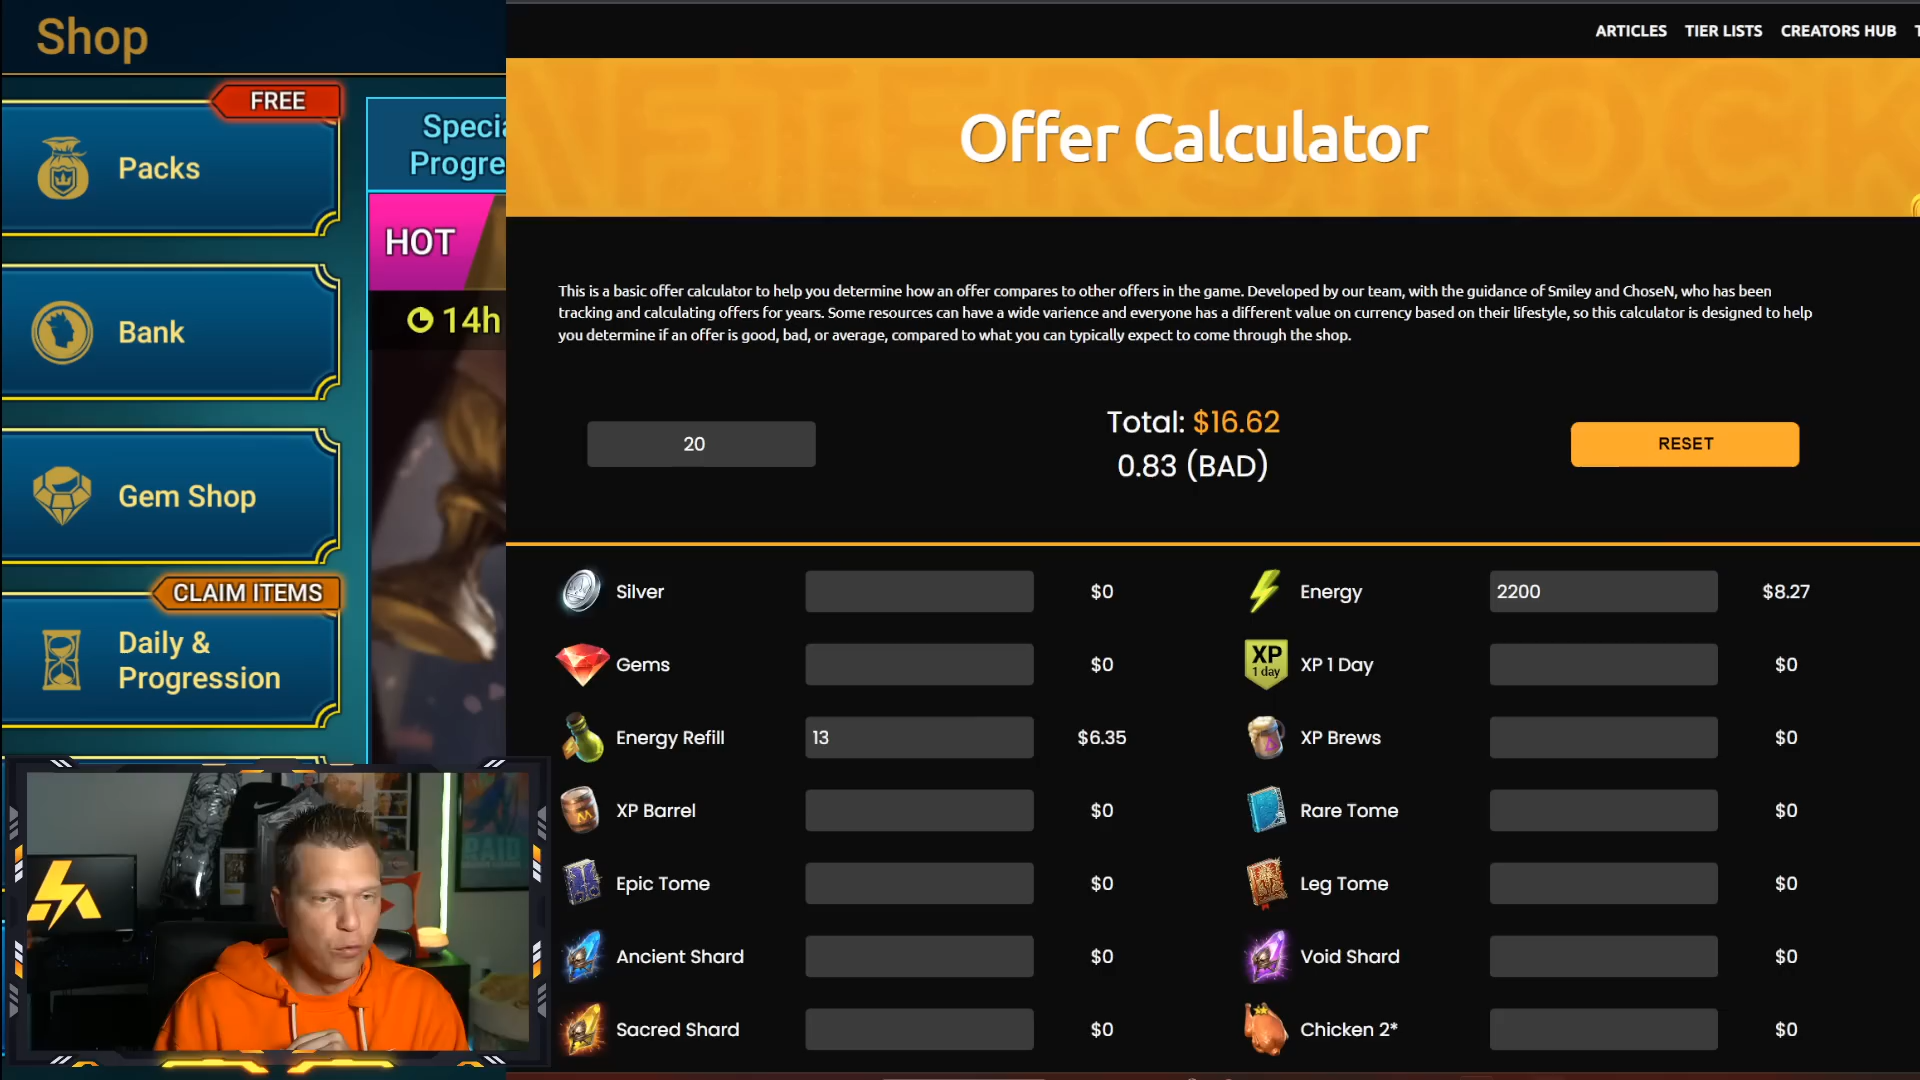 Shop
FREE
Packs
Bank
Gem Shop
CLAIM ITEMS
Daily &
Progression
Specia
Progre
HOT
14h
ARTICLES TIER LISTS CREATORS HUB
Offer Calculator
This is a basic offer calculator to help you determine how an offer compares to other offers in the game. Developed by our team, with the guidance of Smiley and ChoseN, who has been
tracking and calculating offers for years. Some resources can have a wide varience and everyone has a different value on currency based on their lifestyle, so this calculator is designed to help
you determine if an offer is good, bad, or average, compared to what you can typically expect to come through the shop.
20
Total: $16.62
0.83 (BAD)
RESET
Silver $0 Energy 2200 $8.27
Gems $0 XP 1 day XP 1 Day $0
Energy Refill 13 $6.35 XP Brews $0
XP Barrel $0 Rare Tome $0
Epic Tome $0 Leg Tome $0
Ancient Shard $0 Void Shard $0
Sacred Shard $0 Chicken 2* $0
RAID